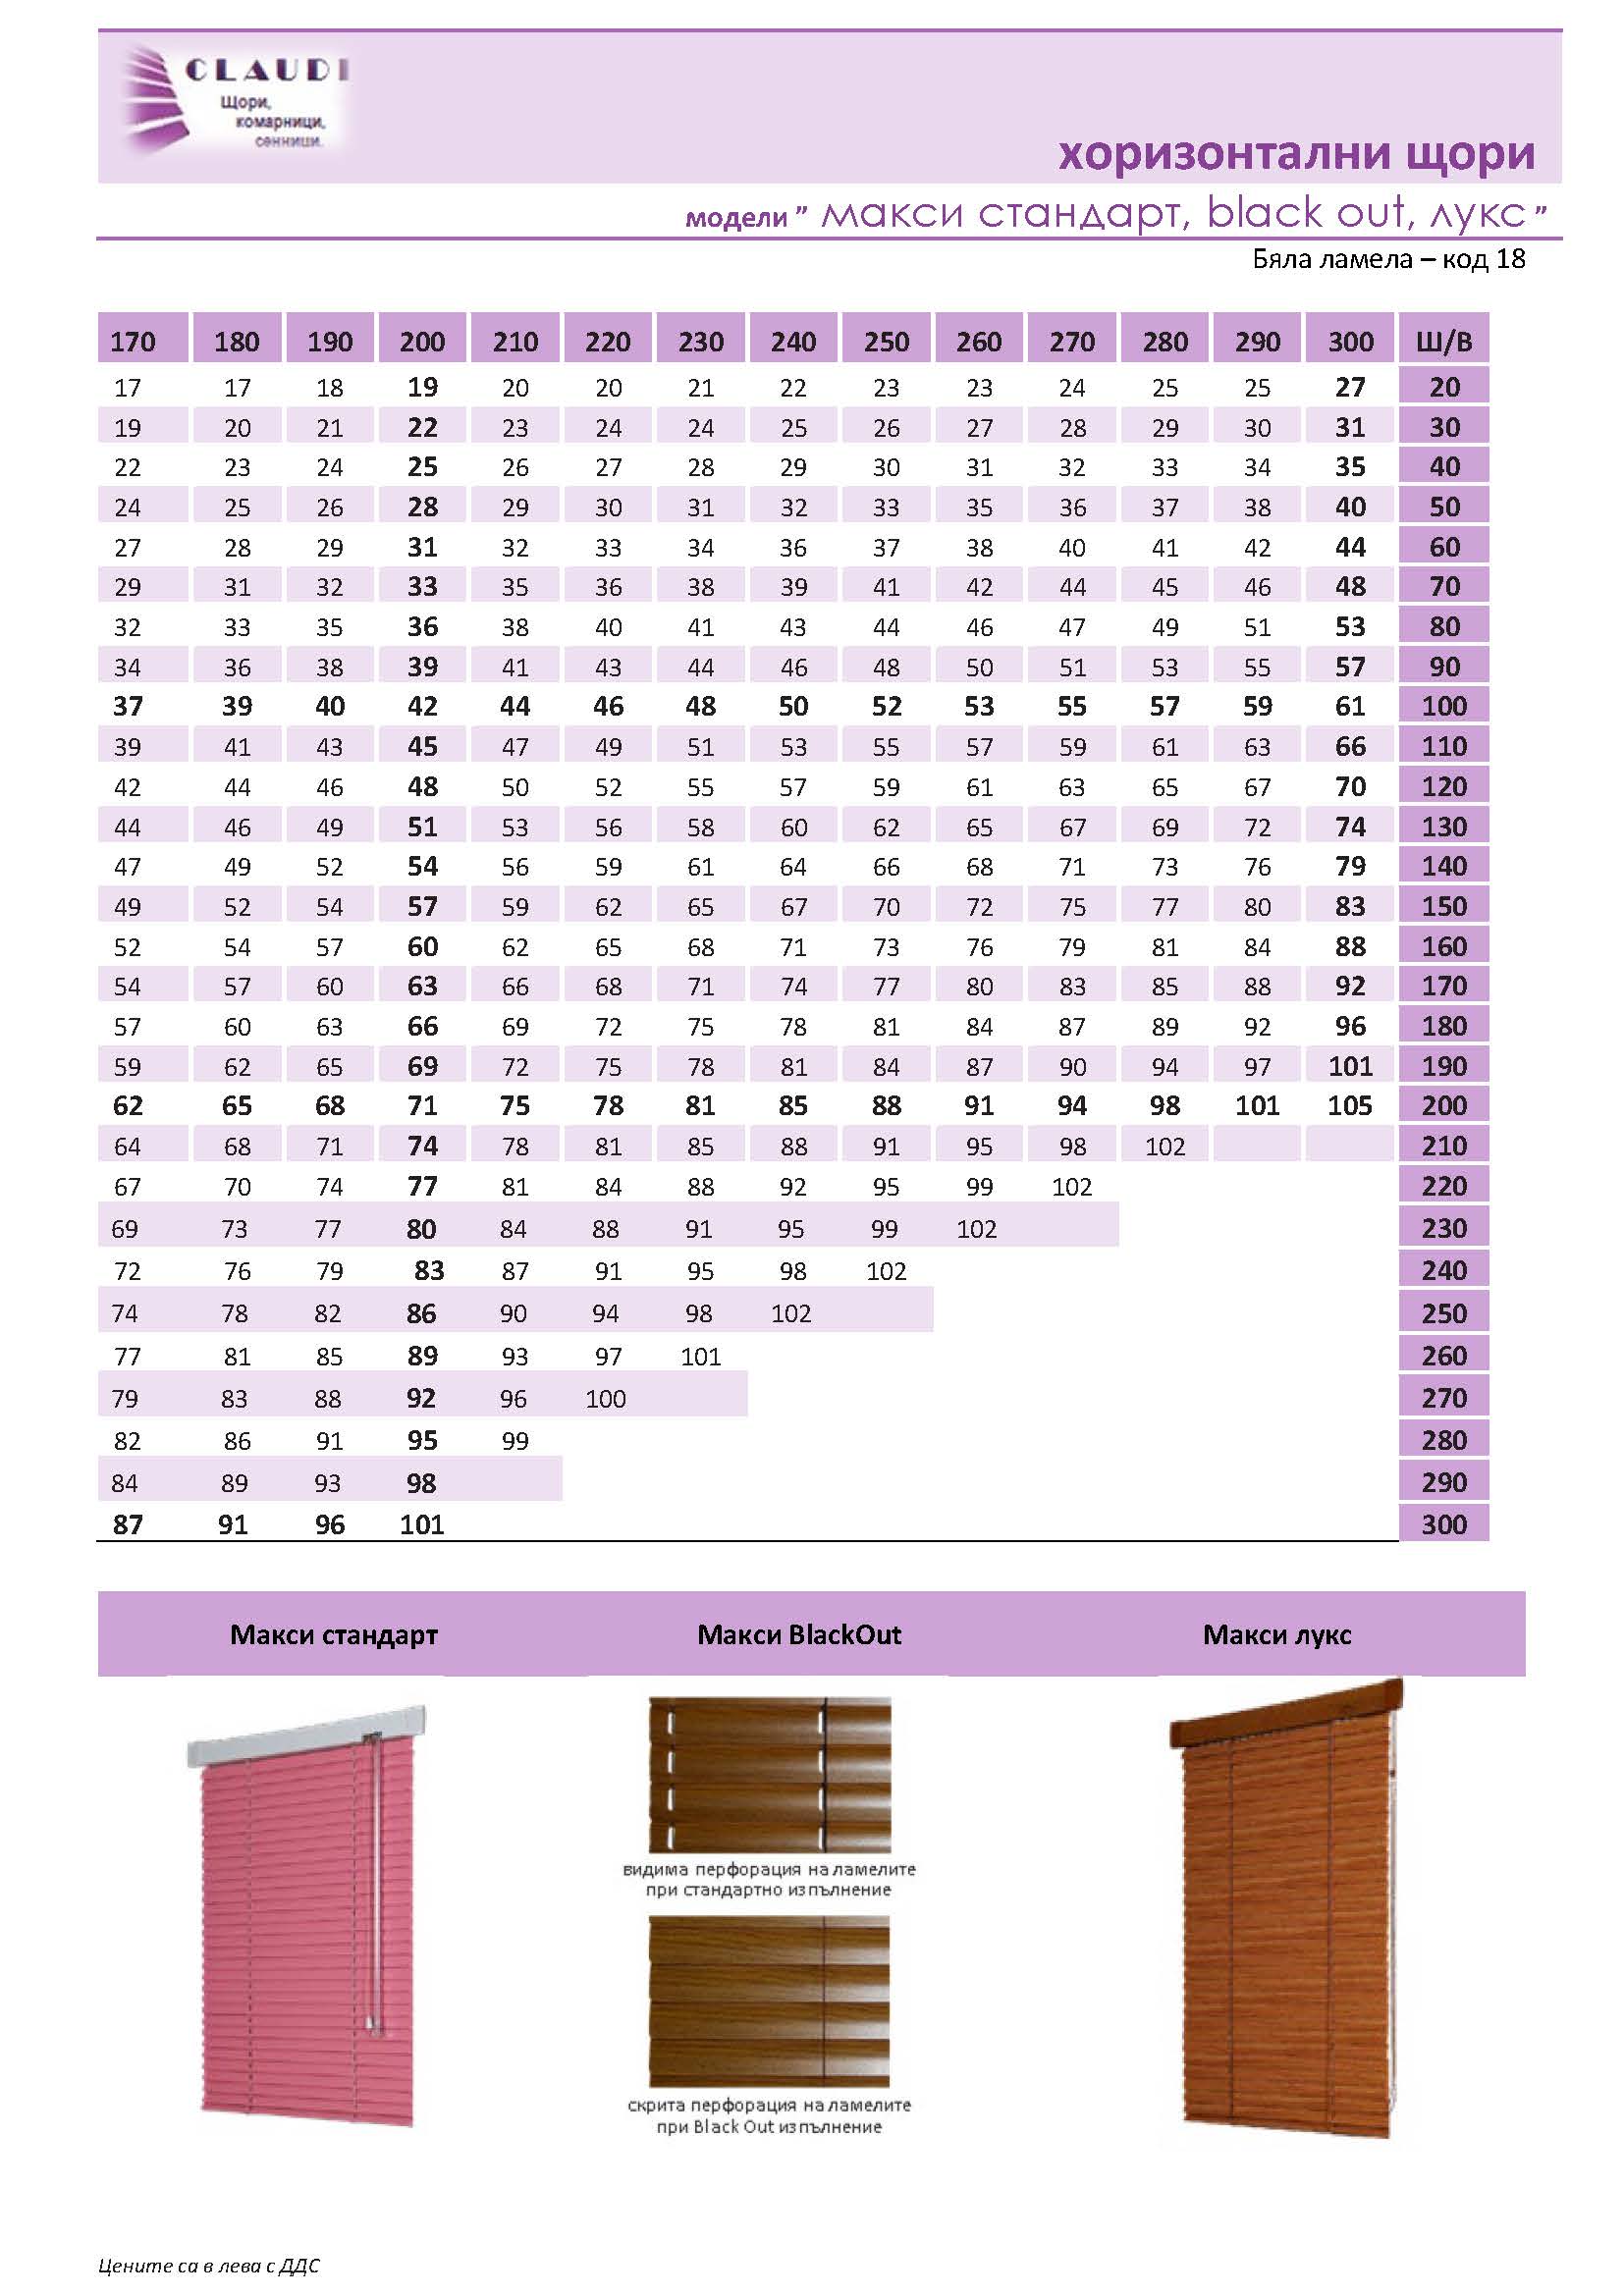 CLAUDI
Щори,
комарници,
сенници.
хоризонтални щори
модели " макси стандарт, black out, лукс "
Бяла ламела – код 18
170 180 190 200 210 220 230 240 250 260 270 280 290 300 Ш/В
17 17 18 19 20 20 21 22 23 23 24 25 25 27 20
19 20 21 22 23 24 24 25 26 27 28 29 30 31 30
22 23 24 25 26 27 28 29 30 31 32 33 34 35 40
24 25 26 28 29 30 31 32 33 35 36 37 38 40 50
27 28 29 31 32 33 34 36 37 38 40 41 42 44 60
29 31 32 33 35 36 38 39 41 42 44 45 46 48 70
32 33 35 36 38 40 41 43 44 46 47 49 51 53 80
34 36 38 39 41 43 44 46 48 50 51 53 55 57 90
37 39 40 42 44 46 48 50 52 53 55 57 59 61 100
39 41 43 45 47 49 51 53 55 57 59 61 63 66 110
42 44 46 48 50 52 55 57 59 61 63 65 67 70 120
44 46 49 51 53 56 58 60 62 65 67 69 72 74 130
47 49 52 54 56 59 61 64 66 68 71 73 76 79 140
49 52 54 57 59 62 65 67 70 72 75 77 80 83 150
52 54 57 60 62 65 68 71 73 76 79 81 84 88 160
54 57 60 63 66 68 71 74 77 80 83 85 88 92 170
57 60 63 66 69 72 75 78 81 84 87 89 92 96 180
59 62 65 69 72 75 78 81 84 87 90 94 97 101 190
62 65 68 71 75 78 81 85 88 91 94 98 101 105 200
64 68 71 74 78 81 85 88 91 95 98 102 210
67 70 74 77 81 84 88 92 95 99 102 220
69 73 77 80 84 88 91 95 99 102 230
72 76 79 83 87 91 95 98 102 240
74 78 82 86 90 94 98 102 250
77 81 85 89 93 97 101 260
79 83 88 92 96 100 270
82 86 91 95 99 280
84 89 93 98 290
87 91 96 101 300
Макси стандарт Макси BlackOut Макси лукс
видима перфорация на ламелите
при стандартно изпълнение
скрита перфорация на ламелите
при Black Out изпълнение
Цените са в лева с ДДС